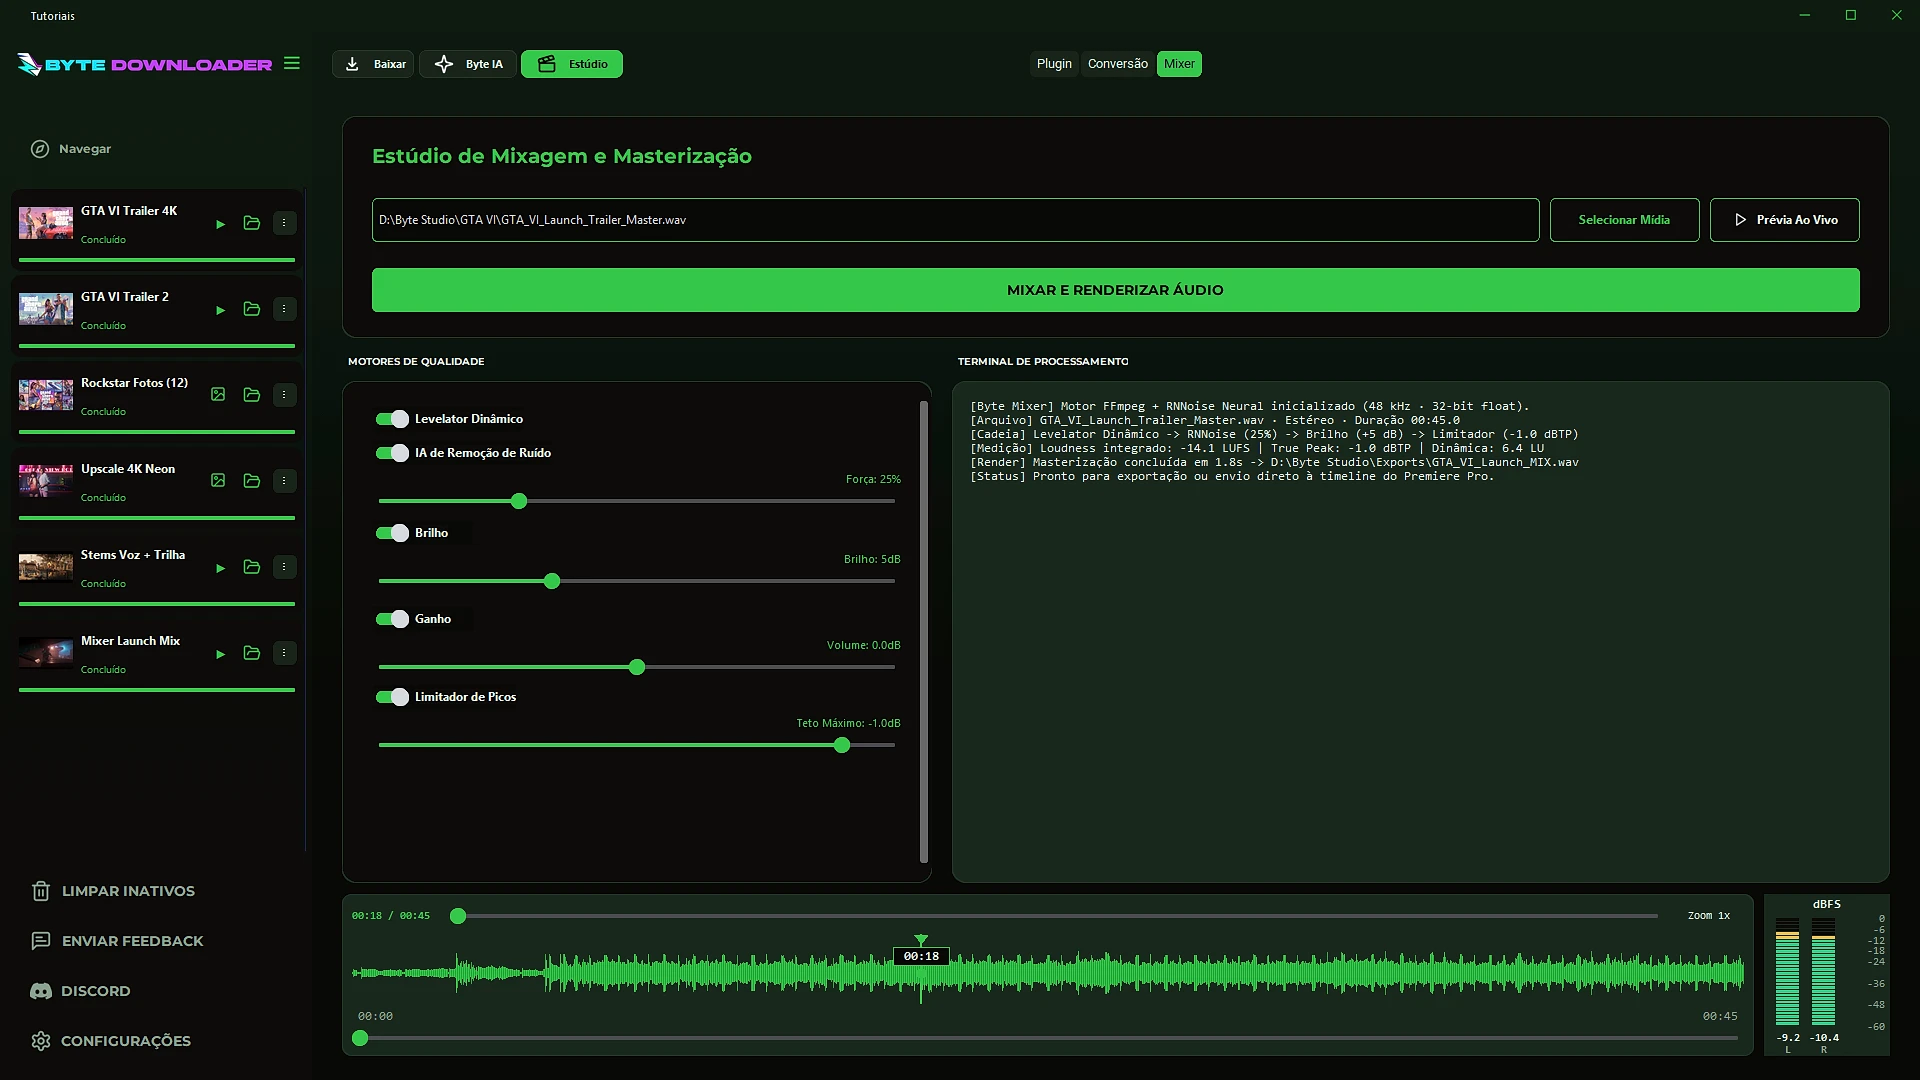 Tutoriais
BYTE DOWNLOADER
Baixar
Byte IA
Estúdio
Plugin
Conversão
Mixer
Navegar
GTA VI Trailer 4K
Concluído
GTA VI Trailer 2
Concluído
Rockstar Fotos (12)
Concluído
Upscale 4K Neon
Concluído
Stems Voz + Trilha
Concluído
Mixer Launch Mix
Concluído
LIMPAR INATIVOS
ENVIAR FEEDBACK
DISCORD
CONFIGURAÇÕES
Estúdio de Mixagem e Masterização
D:\Byte Studio\GTA VI\GTA_VI_Launch_Trailer_Master.wav
Selecionar Mídia
Prévia Ao Vivo
MIXAR E RENDERIZAR ÁUDIO
MOTORES DE QUALIDADE
Levelator Dinâmico
IA de Remoção de Ruído
Força: 25%
Brilho
Brilho: 5dB
Ganho
Volume: 0.0dB
Limitador de Picos
Teto Máximo: -1.0dB
TERMINAL DE PROCESSAMENTO
[Byte Mixer] Motor FFmpeg + RNNoise Neural inicializado (48 kHz · 32-bit float).
[Arquivo] GTA_VI_Launch_Trailer_Master.wav · Estéreo · Duração 00:45.0
[Cadeia] Levelator Dinâmico -> RNNoise (25%) -> Brilho (+5 dB) -> Limitador (-1.0 dBTP)
[Medição] Loudness integrado: -14.1 LUFS | True Peak: -1.0 dBTP | Dinâmica: 6.4 LU
[Render] Masterização concluída em 1.8s -> D:\Byte Studio\Exports\GTA_VI_Launch_MIX.wav
[Status] Pronto para exportação ou envio direto à timeline do Premiere Pro.
00:18 / 00:45
Zoom 1x
00:18
00:00
00:45
dBFS
0
-6
-12
-18
-24
-36
-48
-60
-9.2 -10.4
L R